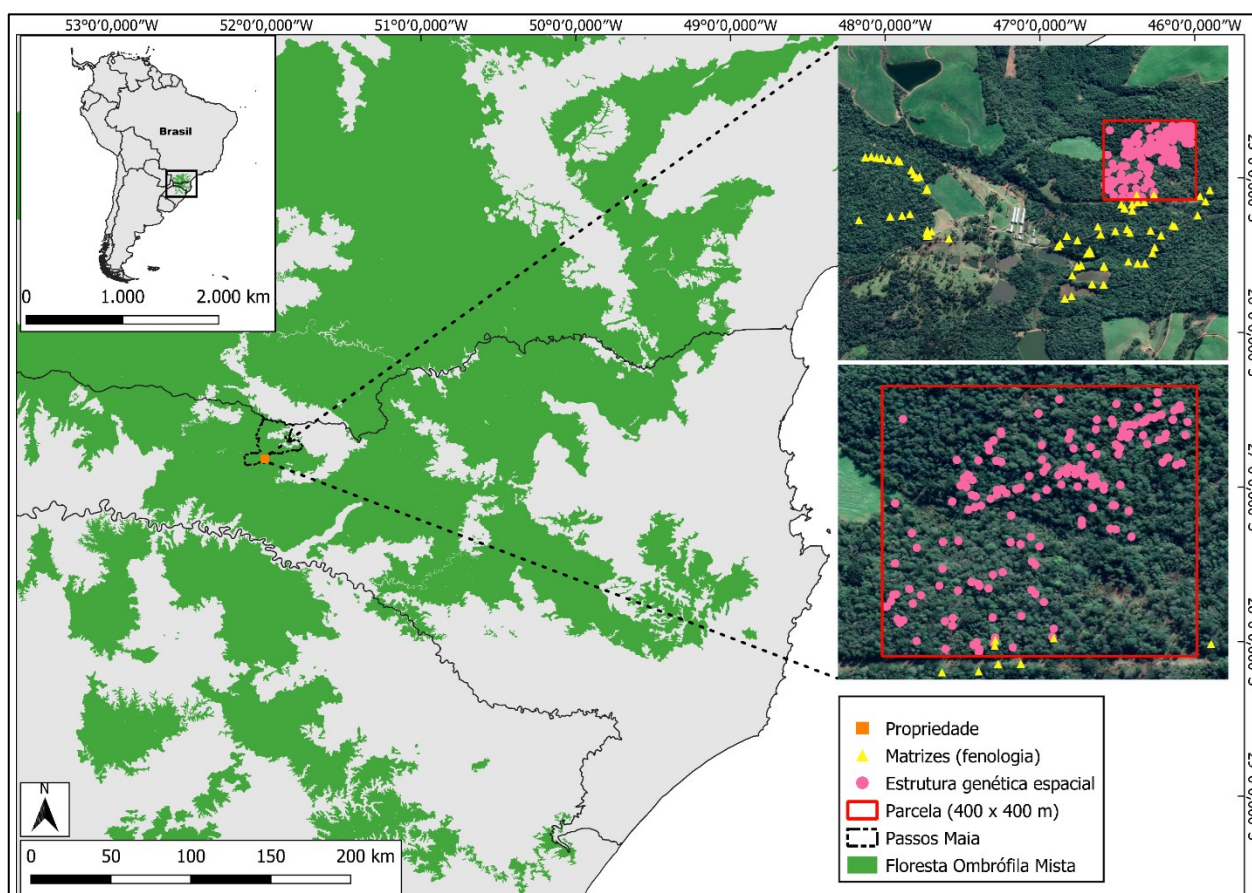 53°0′0,000″W 52°0′0,000″W 51°0′0,000″W 50°0′0,000″W 49°0′0,000″W 48°0′0,000″W 47°0′0,000″W 46°0′0,000″W
Brasil
0 1.000 2.000 km
N
0 50 100 150 200 km
Propriedade
Matrizes (fenologia)
Estrutura genética espacial
Parcela (400 x 400 m)
Passos Maia
Floresta Ombrófila Mista